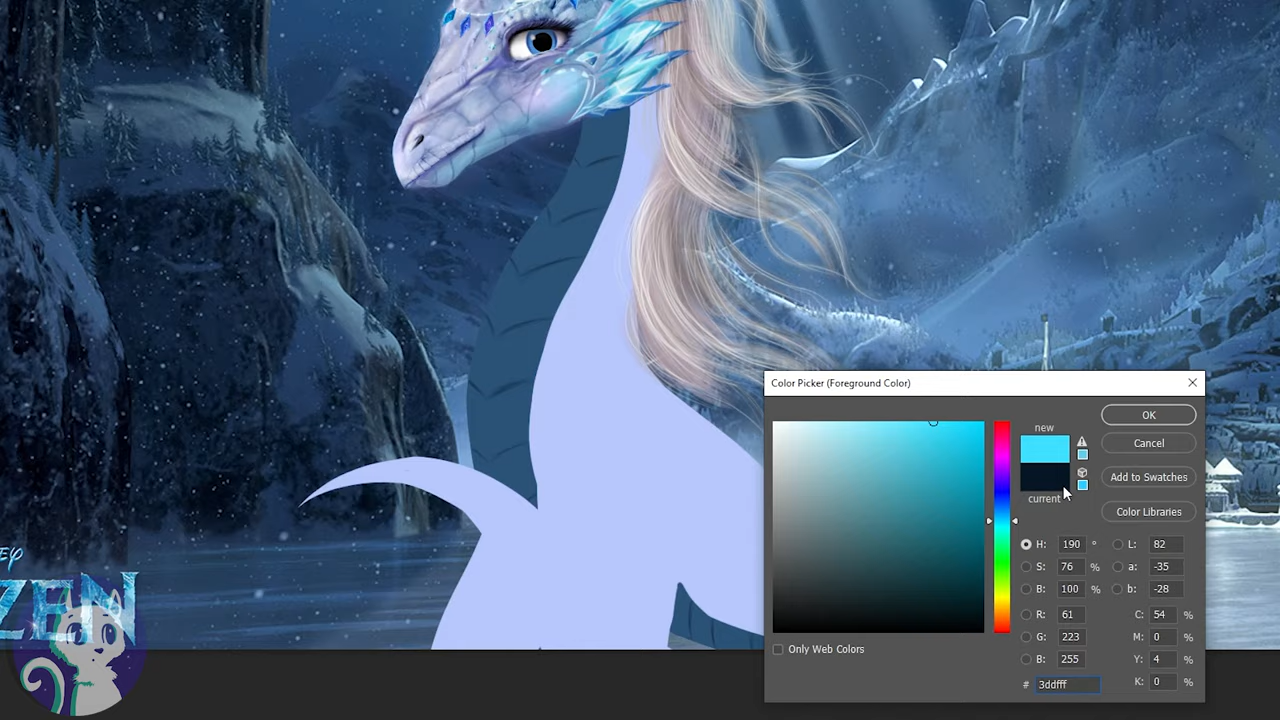 Color Picker (Foreground Color)
new
OK
Cancel
Add to Swatches
current
Color Libraries
H: 190 °
L: 82
S: 76 %
a: -35
B: 100 %
b: -28
R: 61
C: 54 %
G: 223
M: 0 %
B: 255
Y: 4 %
# 3ddfff
K: 0 %
Only Web Colors
EY
ZEN